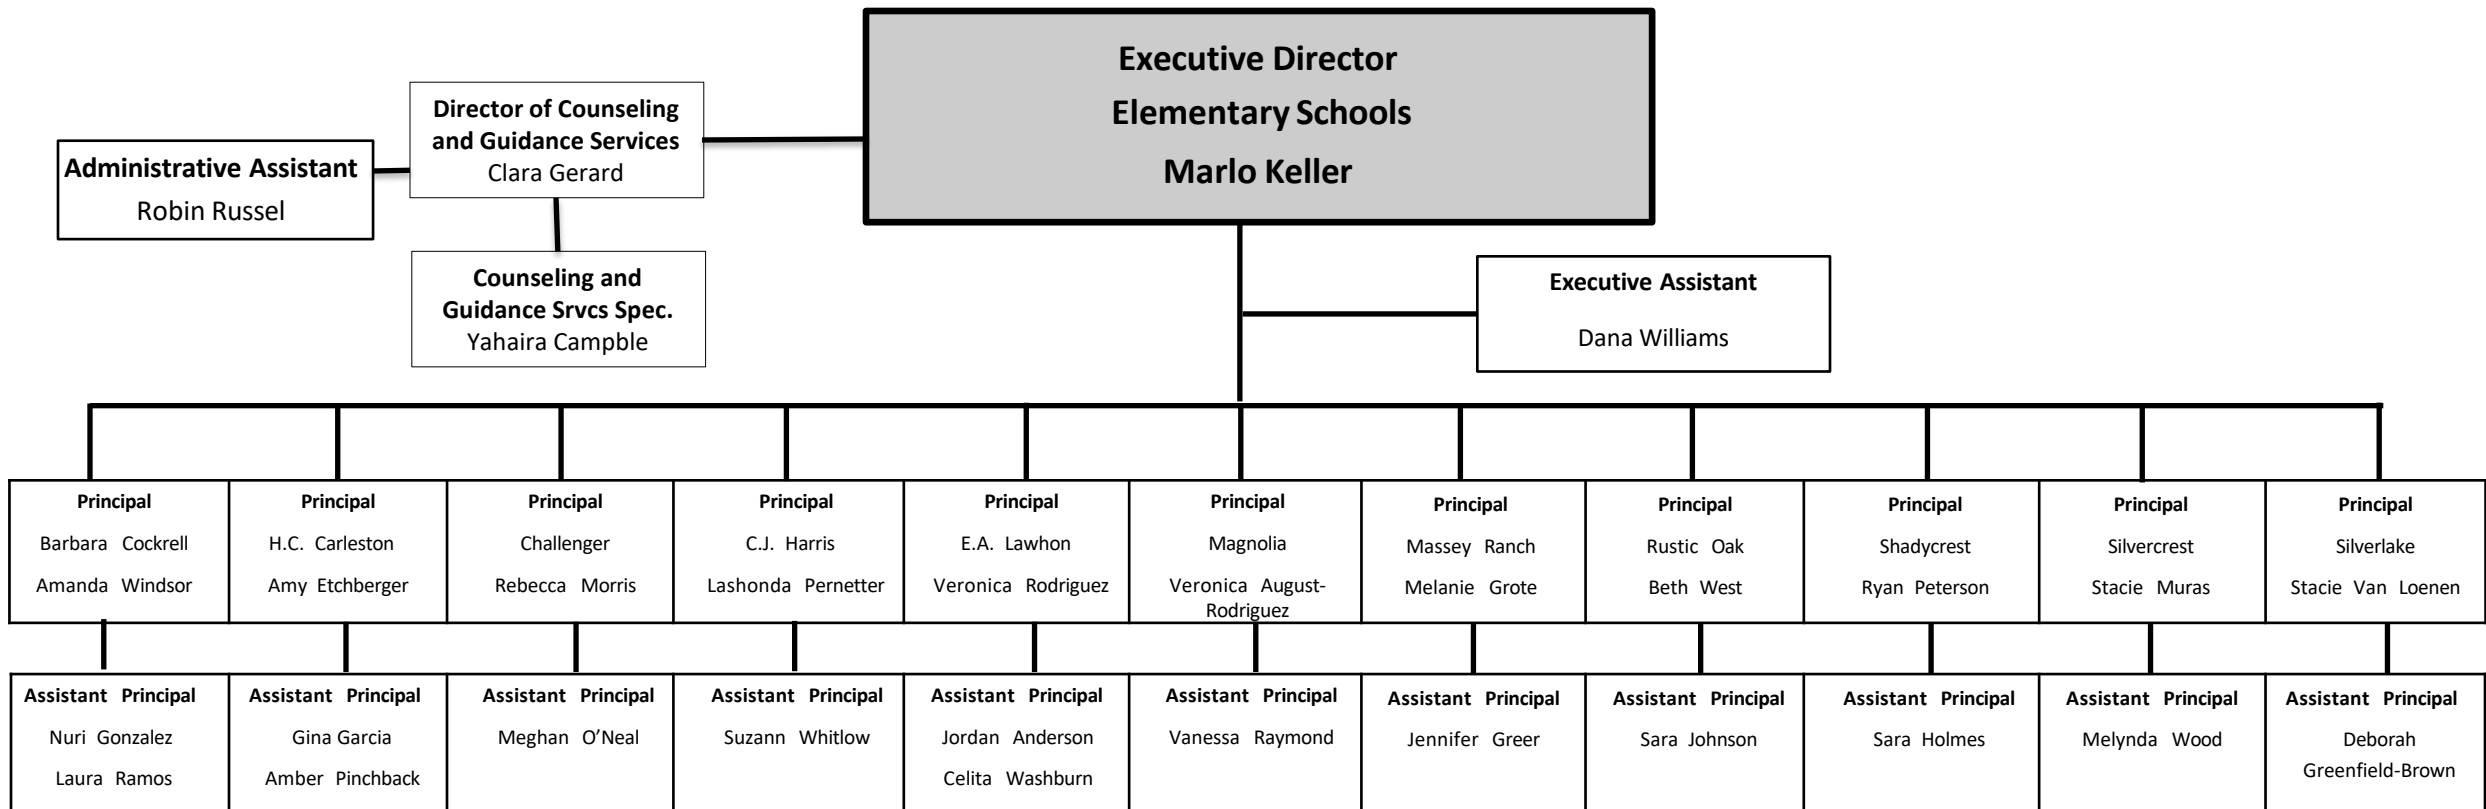 Executive Director
Elementary Schools
Marlo Keller
Director of Counseling
and Guidance Services
Clara Gerard
Administrative Assistant
Robin Russel
Counseling and
Guidance Srvcs Spec.
Yahaira Campble
Executive Assistant
Dana Williams
Principal
Barbara Cockrell
Amanda Windsor
Principal
H.C. Carleston
Amy Etchberger
Principal
Challenger
Rebecca Morris
Principal
C.J. Harris
Lashonda Pernetter
Principal
E.A. Lawhon
Veronica Rodriguez
Principal
Magnolia
Veronica August-
Rodriguez
Principal
Massey Ranch
Melanie Grote
Principal
Rustic Oak
Beth West
Principal
Shadycrest
Ryan Peterson
Principal
Silvercrest
Stacie Muras
Principal
Silverlake
Stacie Van Loenen
Assistant Principal
Nuri Gonzalez
Laura Ramos
Assistant Principal
Gina Garcia
Amber Pinchback
Assistant Principal
Meghan O’Neal
Assistant Principal
Suzann Whitlow
Assistant Principal
Jordan Anderson
Celita Washburn
Assistant Principal
Vanessa Raymond
Assistant Principal
Jennifer Greer
Assistant Principal
Sara Johnson
Assistant Principal
Sara Holmes
Assistant Principal
Melynda Wood
Assistant Principal
Deborah
Greenfield-Brown